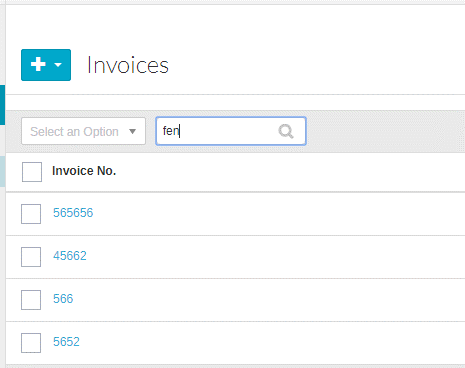 Invoices
Select an Option fen
Invoice No.
565656
45662
566
5652